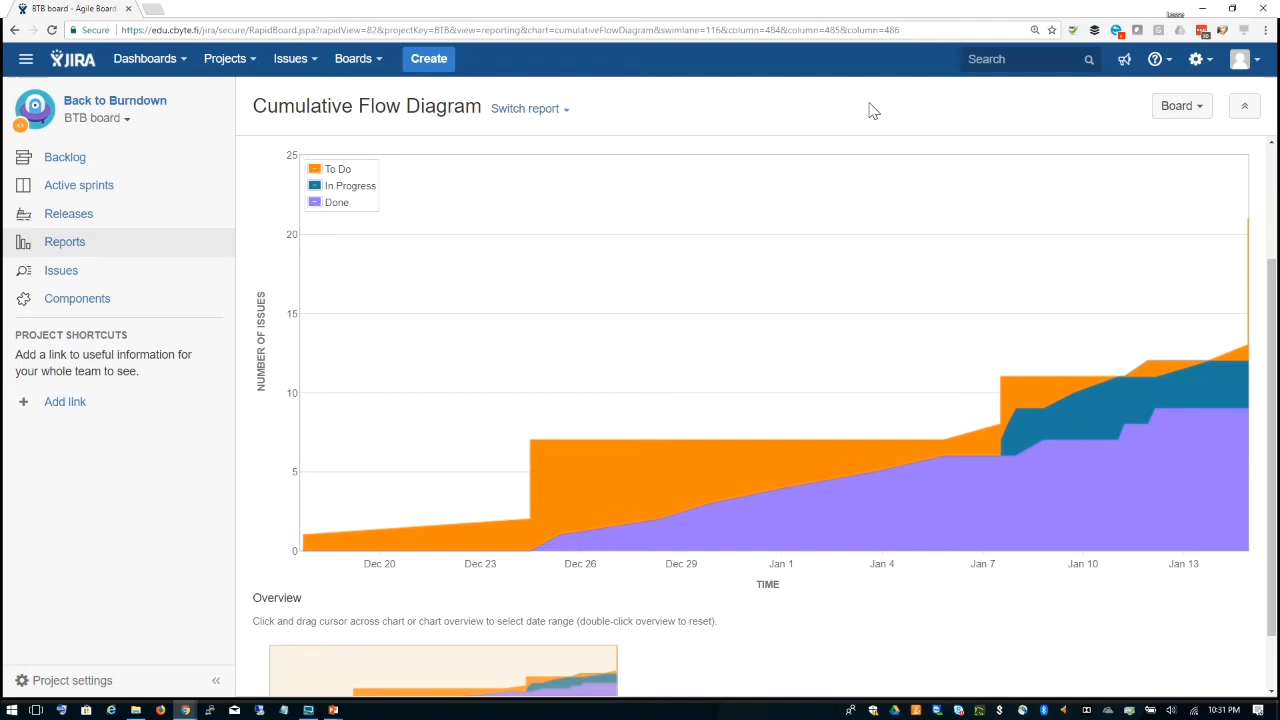 BTB board - Agile Board
Secure https://edu.cbyte.fi/jira/secure/RapidBoard.jspa?rapidView=82&projectKey=BTB&view=reporting&chart=cumulativeFlowDiagram&swimlane=116&column=484&column=485&column=486
JIRA Dashboards Projects Issues Boards Create Search
Back to Burndown
BTB board
Backlog
Active sprints
Releases
Reports
Issues
Components
PROJECT SHORTCUTS
Add a link to useful information for
your whole team to see.
+ Add link
Project settings
Cumulative Flow Diagram Switch report
Board
To Do
In Progress
Done
NUMBER OF ISSUES
25
20
15
10
5
0
Dec 20 Dec 23 Dec 26 Dec 29 Jan 1 Jan 4 Jan 7 Jan 10 Jan 13
TIME
Overview
Click and drag cursor across chart or chart overview to select date range (double-click overview to reset).
10:31 PM